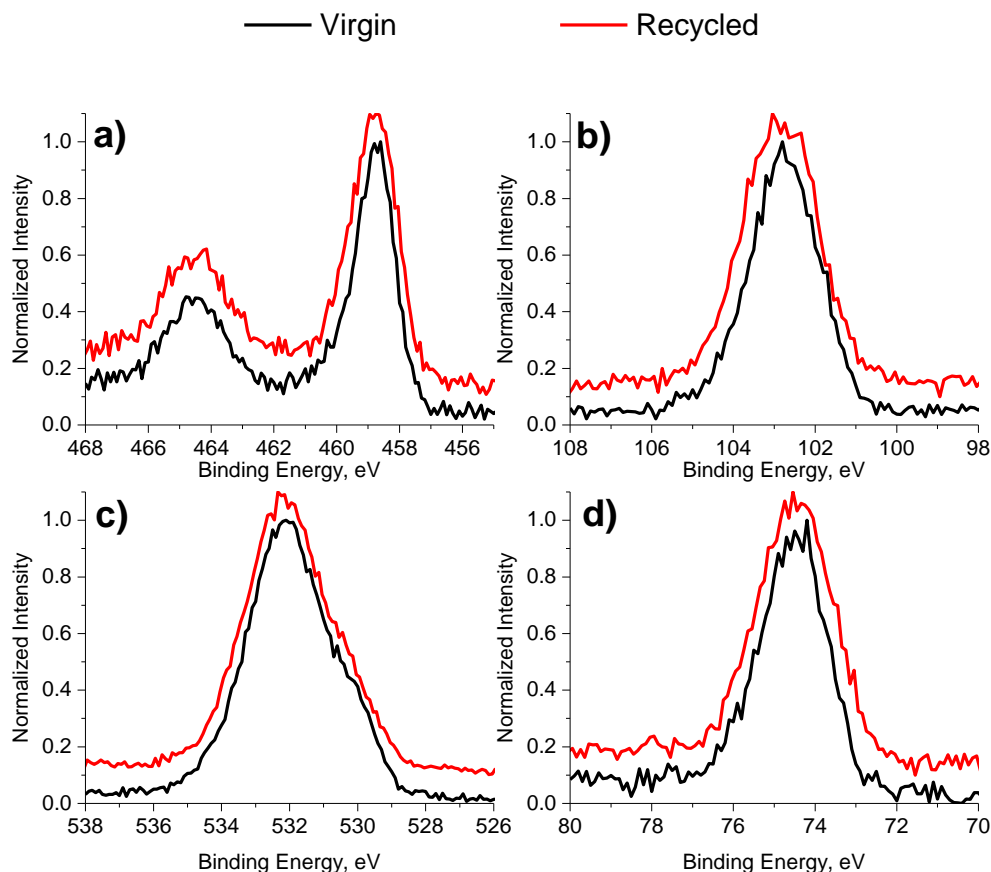 Virgin Recycled
a) b)
Normalized Intensity
1.0
0.8
0.6
0.4
0.2
0.0
468 466 464 462 460 458 456
Binding Energy, eV
Normalized Intensity
1.0
0.8
0.6
0.4
0.2
0.0
108 106 104 102 100 98
Binding Energy, eV
c) d)
Normalized Intensity
1.0
0.8
0.6
0.4
0.2
0.0
538 536 534 532 530 528 526
Binding Energy, eV
Normalized Intensity
1.0
0.8
0.6
0.4
0.2
0.0
80 78 76 74 72 70
Binding Energy, eV